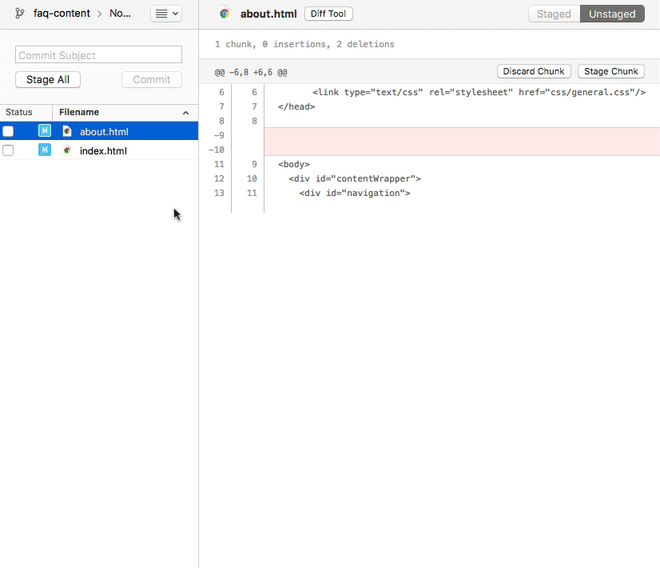 faq-content > No...
about.html Diff Tool Staged Unstaged
1 chunk, 0 insertions, 2 deletions
Commit Subject
Stage All Commit
@@ -6,8 +6,6 @@ Discard Chunk Stage Chunk
Status Filename
M about.html
M index.html
6 6 <link type="text/css" rel="stylesheet" href="css/general.css"/>
7 7 </head>
8 8
-9
-10
11 9 <body>
12 10 <div id="contentWrapper">
13 11 <div id="navigation">